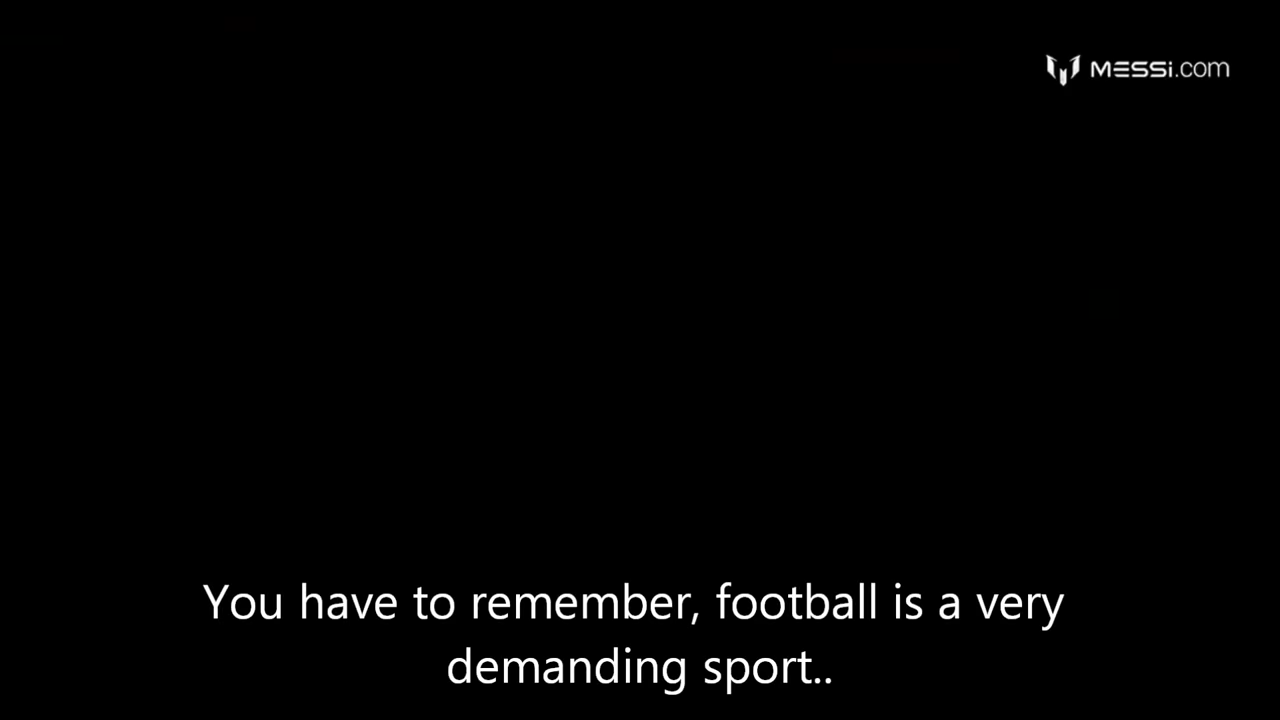 MESSi.com
You have to remember, football is a very
demanding sport..